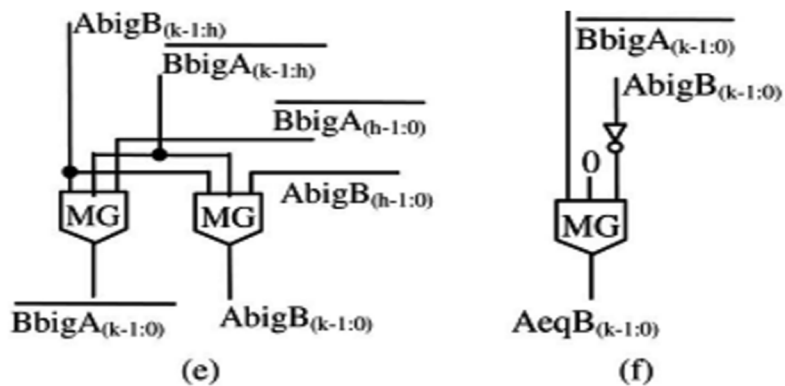 AbigB(k-1:h)
BbigA(k-1:h)
BbigA(h-1:0)
AbigB(h-1:0)
MG MG
BbigA(k-1:0)
AbigB(k-1:0)
(e)
BbigA(k-1:0)
AbigB(k-1:0)
0
MG
AeqB(k-1:0)
(f)